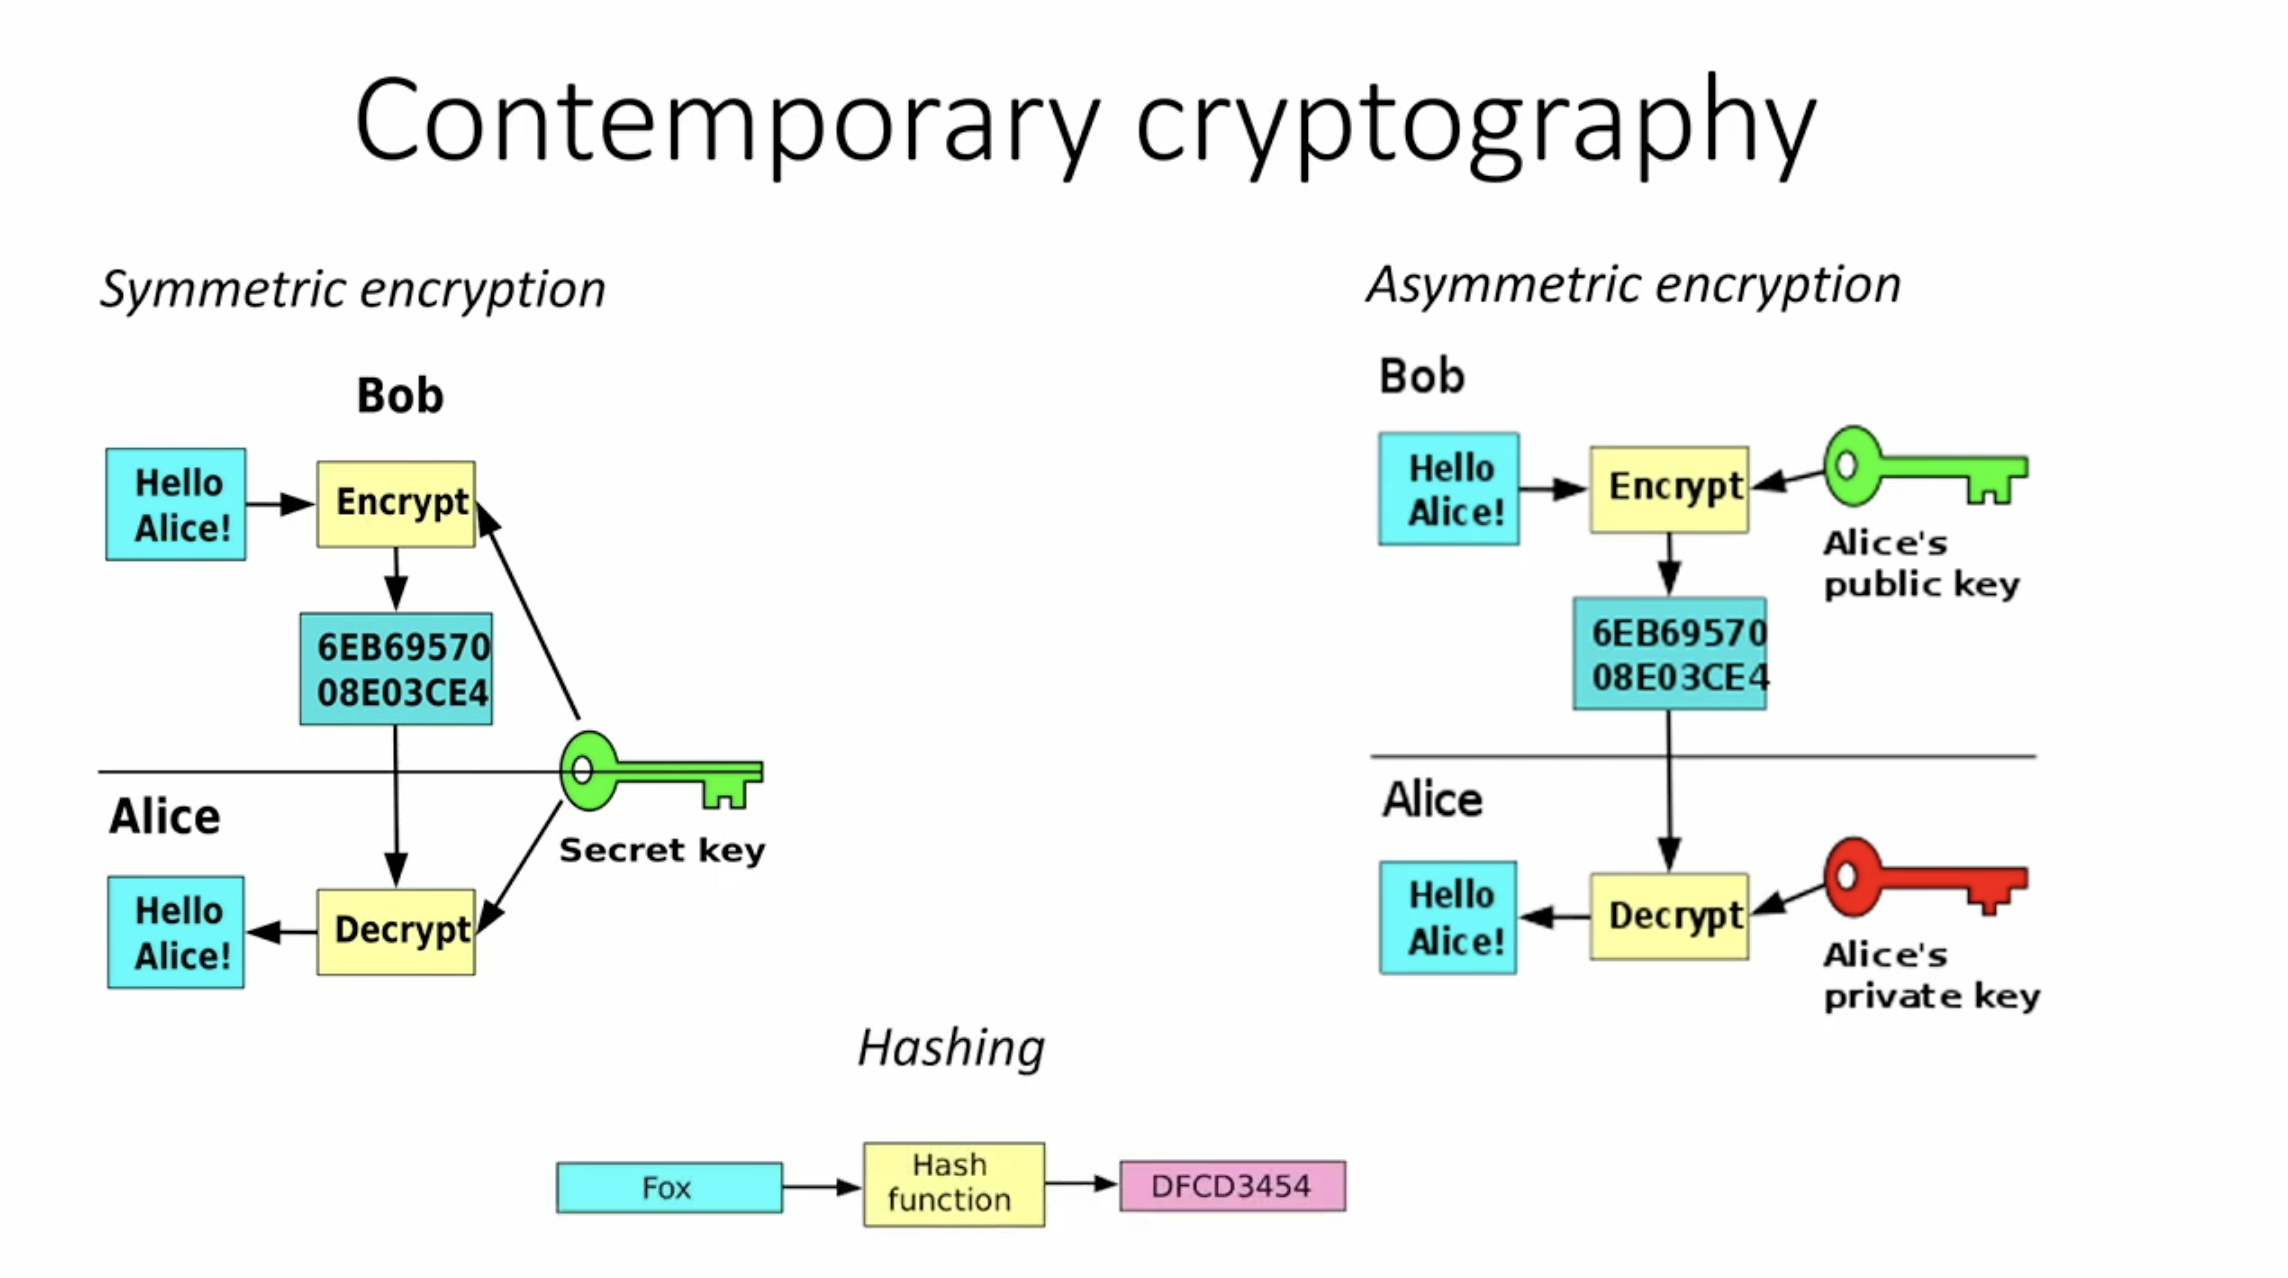 Contemporary cryptography
Symmetric encryption
Bob
Hello
Alice!
Encrypt
6EB69570
08E03CE4
Secret key
Alice
Hello
Alice!
Decrypt
Asymmetric encryption
Bob
Hello
Alice!
Encrypt
Alice's
public key
6EB69570
08E03CE4
Alice
Hello
Alice!
Decrypt
Alice's
private key
Hashing
Fox
Hash
function
DFCD3454